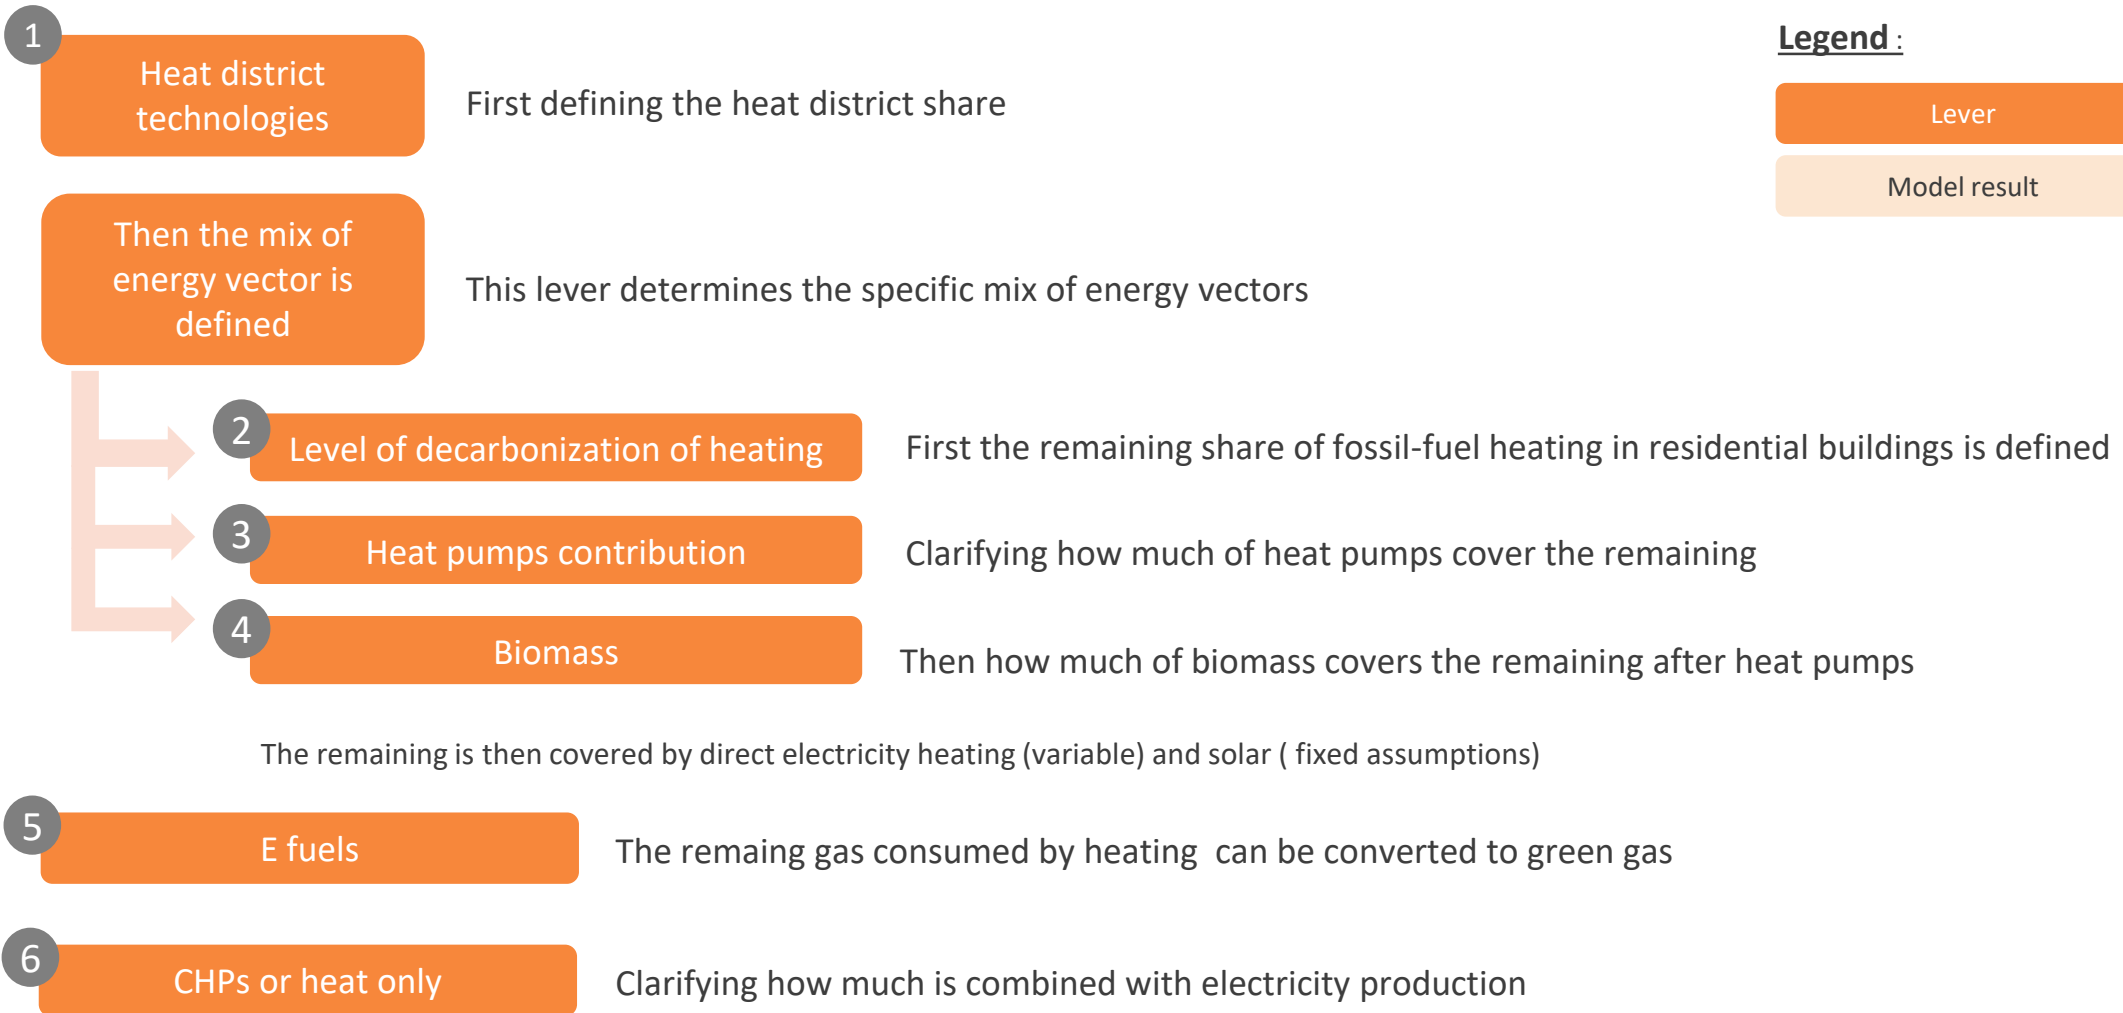 1
Heat district
technologies
First defining the heat district share
Legend :
Lever
Model result
Then the mix of
energy vector is
defined
This lever determines the specific mix of energy vectors
2
Level of decarbonization of heating
First the remaining share of fossil-fuel heating in residential buildings is defined
3
Heat pumps contribution
Clarifying how much of heat pumps cover the remaining
4
Biomass
Then how much of biomass covers the remaining after heat pumps
The remaining is then covered by direct electricity heating (variable) and solar ( fixed assumptions)
5
E fuels
The remaing gas consumed by heating  can be converted to green gas
6
CHPs or heat only
Clarifying how much is combined with electricity production